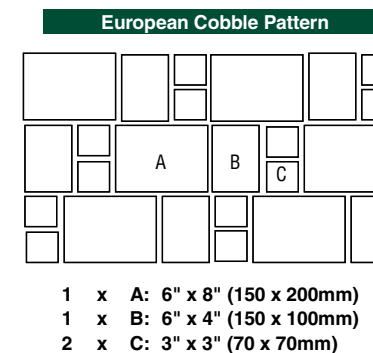 European Cobble Pattern
A B C
1 x A: 6" x 8" (150 x 200mm)
1 x B: 6" x 4" (150 x 100mm)
2 x C: 3" x 3" (70 x 70mm)